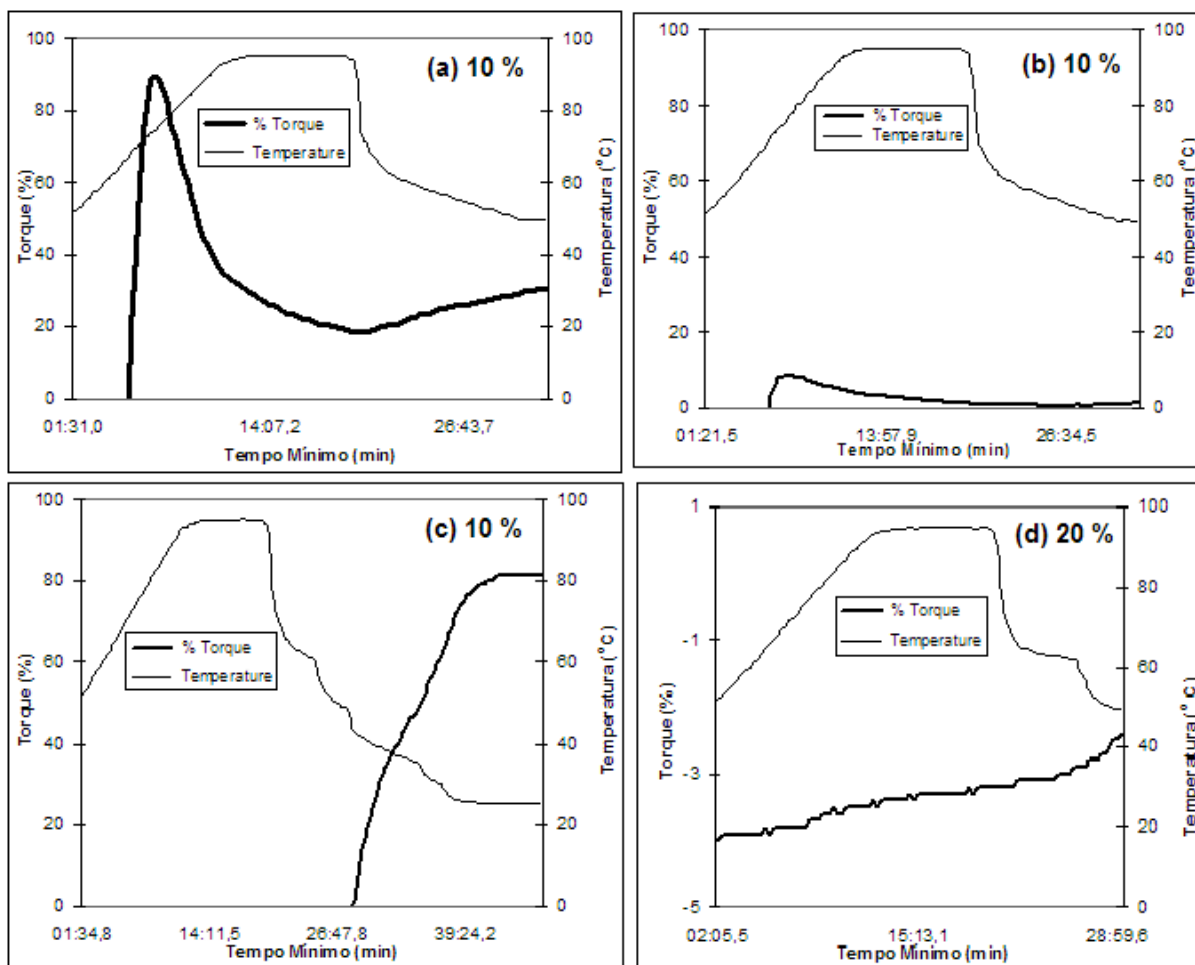 (a) 10 %
100
80
60
40
20
0
Torque (%)
100
80
60
40
20
0
Teemperatura (°C)
% Torque
Temperature
01:31,0 14:07,2 26:43,7
Tempo Mínimo (min)
(b) 10 %
100
80
60
40
20
0
Torque (%)
100
80
60
40
20
0
Teemperatura (°C)
% Torque
Temperature
01:21,5 13:57,9 26:34,5
Tempo Mínimo (min)
(c) 10 %
100
80
60
40
20
0
Torque (%)
100
80
60
40
20
0
Temperatura (°C)
% Torque
Temperature
01:34,8 14:11,5 26:47,8 39:24,2
Tempo Mínimo (min)
(d) 20 %
1
-1
-3
-5
Torque (%)
100
80
60
40
20
0
Temperatura (°C)
% Torque
Temperature
02:05,5 15:13,1 28:59,6
Tempo Mínimo (min)